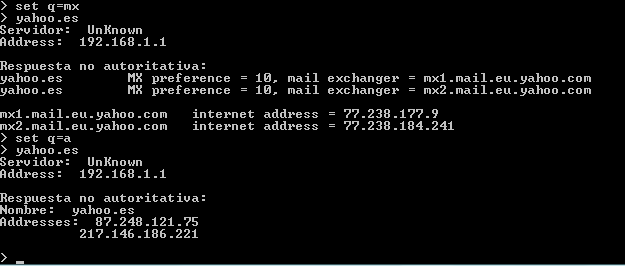 > set q=mx
> yahoo.es
Servidor:  UnKnown
Address:  192.168.1.1

Respuesta no autoritativa:
yahoo.es        MX preference = 10, mail exchanger = mx1.mail.eu.yahoo.com
yahoo.es        MX preference = 10, mail exchanger = mx2.mail.eu.yahoo.com

mx1.mail.eu.yahoo.com   internet address = 77.238.177.9
mx2.mail.eu.yahoo.com   internet address = 77.238.184.241
> set q=a
> yahoo.es
Servidor:  UnKnown
Address:  192.168.1.1

Respuesta no autoritativa:
Nombre:  yahoo.es
Addresses:  87.248.121.75
          217.146.186.221

> _